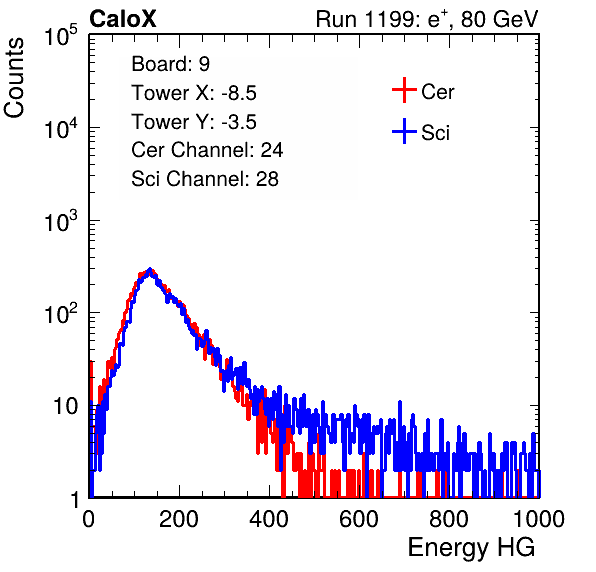 CaloX Run 1199: e⁺, 80 GeV
Counts
Board: 9
Tower X: -8.5
Tower Y: -3.5
Cer Channel: 24
Sci Channel: 28
Cer
Sci
10⁵
10⁴
10³
10²
10
1
0 200 400 600 800 1000
Energy HG